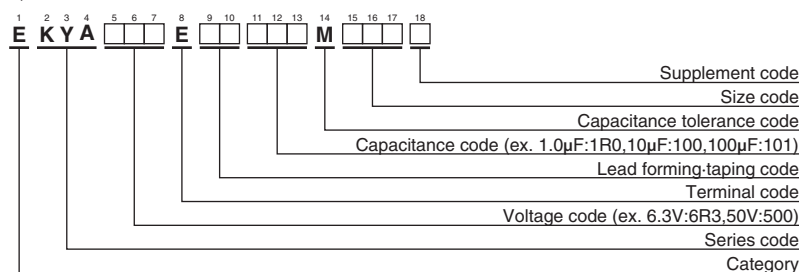 1 2 3 4 5 6 7 8 9 10 11 12 13 14 15 16 17 18
E K Y A E M
Supplement code
Size code
Capacitance tolerance code
Capacitance code (ex. 1.0µF:1R0,10µF:100,100µF:101)
Lead forming·taping code
Terminal code
Voltage code (ex. 6.3V:6R3,50V:500)
Series code
Category